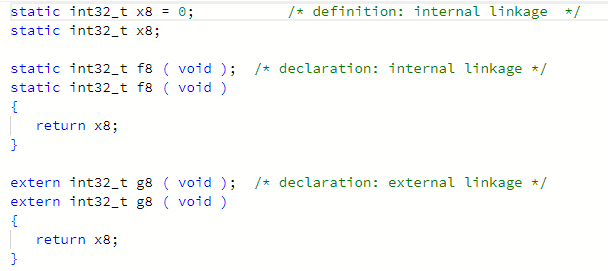 static int32_t x8 = 0;           /* definition: internal linkage  */
static int32_t x8;
static int32_t f8 ( void );  /* declaration: internal linkage */
static int32_t f8 ( void )
{
   return x8;
}
extern int32_t g8 ( void );  /* declaration: external linkage */
extern int32_t g8 ( void )
{
   return x8;
}